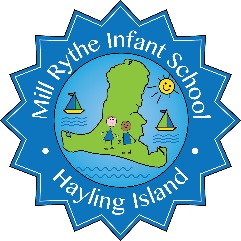 Mill Rythe Infant School
Hayling Island